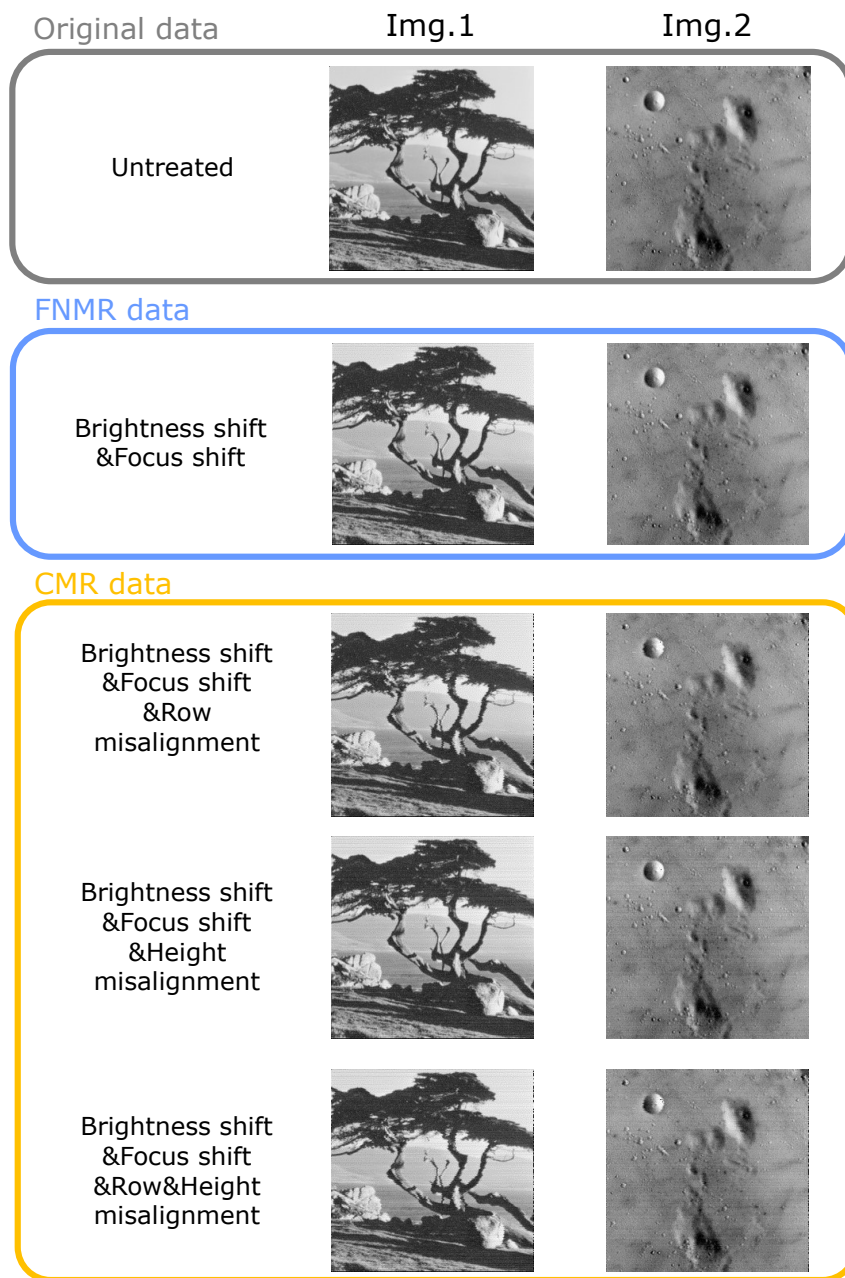 Original data
Img.1
Img.2
Untreated
FNMR data
Brightness shift
&Focus shift
CMR data
Brightness shift
&Focus shift
&Row
misalignment
Brightness shift
&Focus shift
&Height
misalignment
Brightness shift
&Focus shift
&Row&Height
misalignment